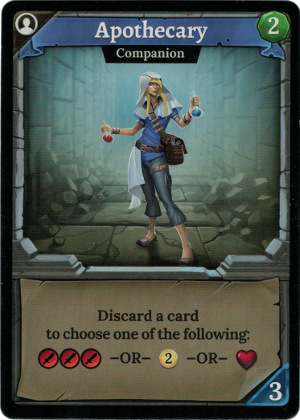 Apothecary
2
Companion
Discard a card
to choose one of the following:
–OR– 2 –OR–
3